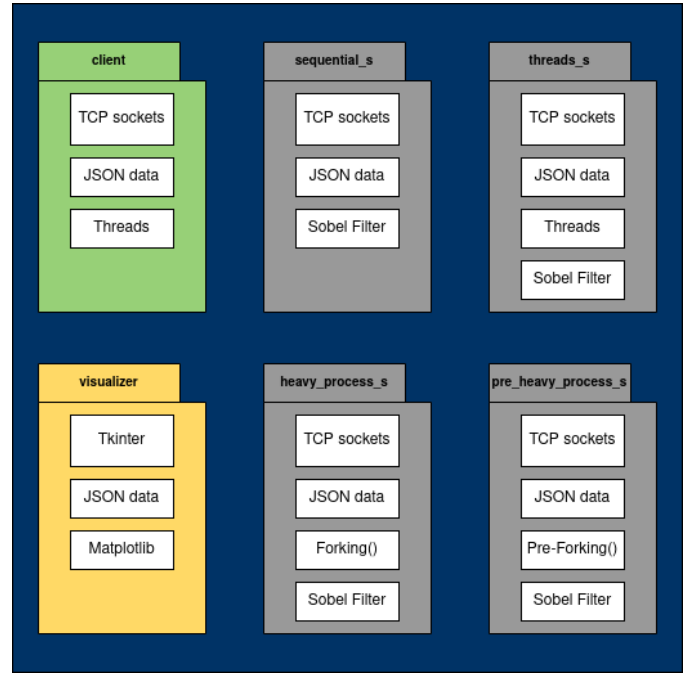 client
TCP sockets
JSON data
Threads
sequential_s
TCP sockets
JSON data
Sobel Filter
threads_s
TCP sockets
JSON data
Threads
Sobel Filter
visualizer
Tkinter
JSON data
Matplotlib
heavy_process_s
TCP sockets
JSON data
Forking()
Sobel Filter
pre_heavy_process_s
TCP sockets
JSON data
Pre-Forking()
Sobel Filter